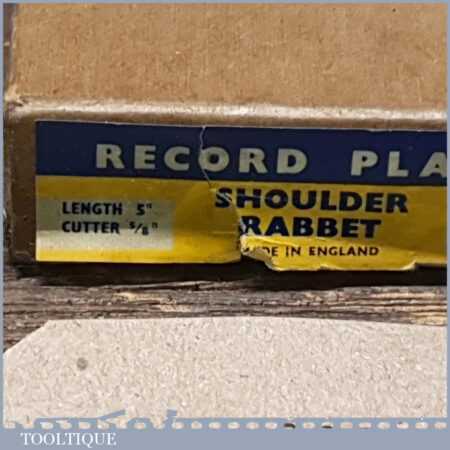 RECORD PLA
SHOULDER
RABBET
LENGTH 5"
CUTTER 5/8"
DE IN ENGLAND
TOOLTIQUE